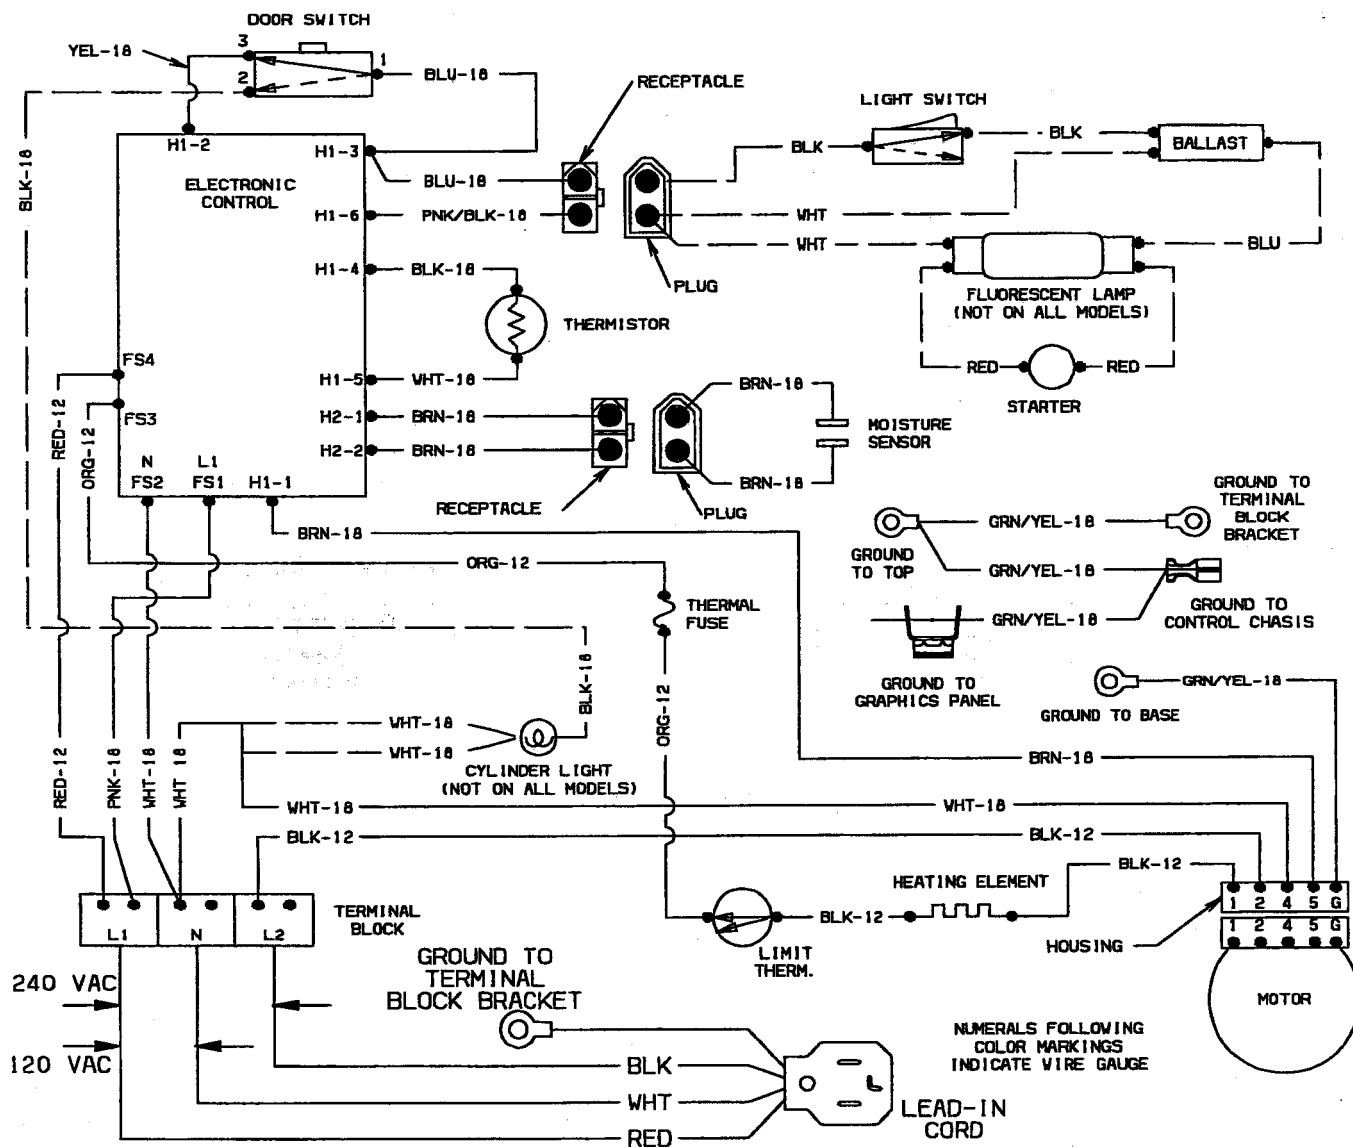 DOOR SWITCH
YEL-18
3
1
2
BLU-18
RECEPTACLE
LIGHT SWITCH
BLK
BLK
BALLAST
H1-2
H1-3
BLU-18
ELECTRONIC
CONTROL
H1-6
PNK/BLK-18
WHT
WHT
BLU
BLK-18
H1-4
BLK-18
PLUG
FLUORESCENT LAMP
(NOT ON ALL MODELS)
THERMISTOR
FS4
H1-5
WHT-18
RED
RED
STARTER
BRN-18
FS3
H2-1
BRN-18
MOISTURE
SENSOR
RED-12
ORG-12
H2-2
BRN-18
N
L1
FS2
FS1
H1-1
BRN-18
RECEPTACLE
PLUG
GROUND TO
TERMINAL
BLOCK
BRACKET
GRN/YEL-18
BRN-18
GROUND
TO TOP
GRN/YEL-18
ORG-12
THERMAL
FUSE
GROUND TO
CONTROL CHASIS
GRN/YEL-18
BLK-18
GROUND TO
GRAPHICS PANEL
GRN/YEL-18
GROUND TO BASE
ORG-12
WHT-18
WHT-18
CYLINDER LIGHT
(NOT ON ALL MODELS)
BRN-18
RED-12
PNK-18
WHT-18
WHT 18
WHT-18
WHT-18
BLK-12
BLK-12
BLK-12
HEATING ELEMENT
TERMINAL
BLOCK
L1
N
L2
BLK-12
LIMIT
THERM.
1 2 4 5 G
1 2 4 5 G
HOUSING
MOTOR
240 VAC
120 VAC
GROUND TO
TERMINAL
BLOCK BRACKET
NUMERALS FOLLOWING
COLOR MARKINGS
INDICATE WIRE GAUGE
BLK
WHT
RED
LEAD-IN
CORD